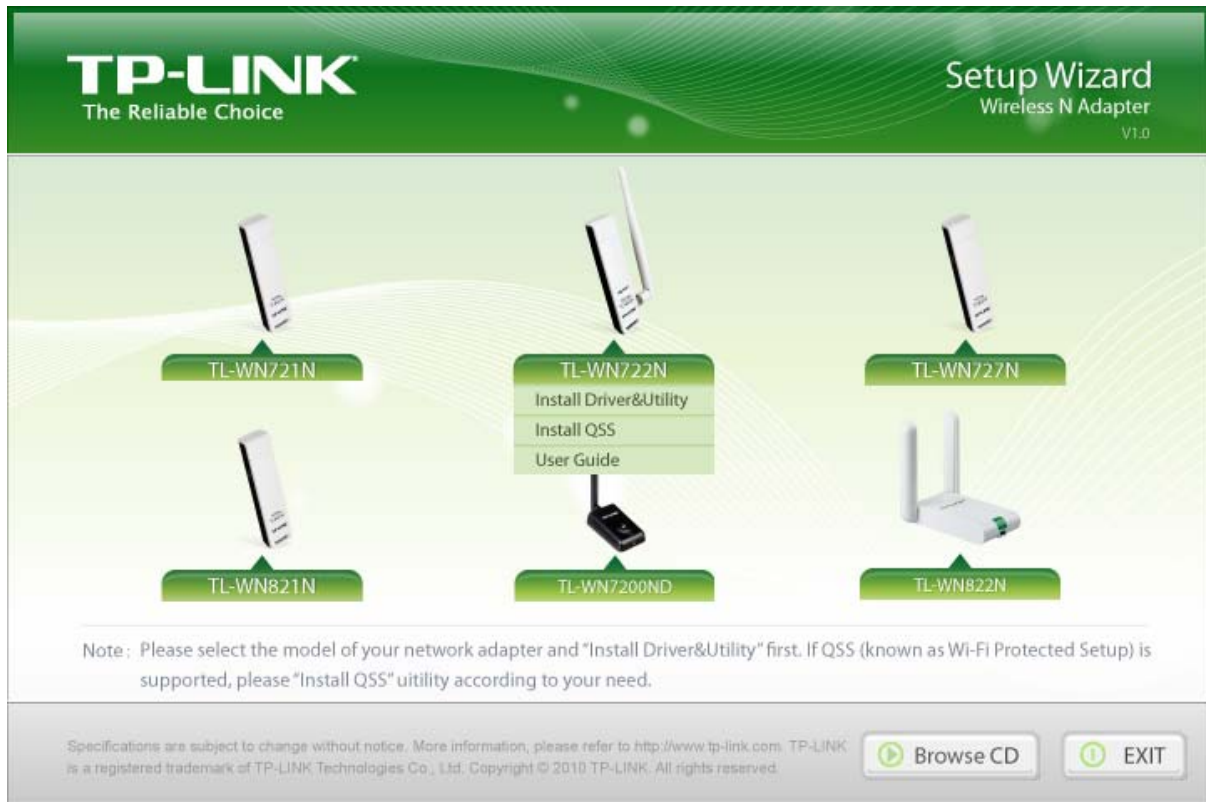 TP-LINK
The Reliable Choice
Setup Wizard
Wireless N Adapter
V1.0
TL-WN721N
TL-WN722N
TL-WN727N
Install Driver&Utility
Install QSS
User Guide
TL-WN821N
TL-WN7200ND
TL-WN822N
Note : Please select the model of your network adapter and "Install Driver&Utility" first. If QSS (known as Wi-Fi Protected Setup) is
supported, please "Install QSS" uitility according to your need.
Specifications are subject to change without notice. More information, please refer to http://www.tp-link.com. TP-LINK
is a registered trademark of TP-LINK Technologies Co., Ltd. Copyright © 2010 TP-LINK. All rights reserved.
Browse CD
EXIT